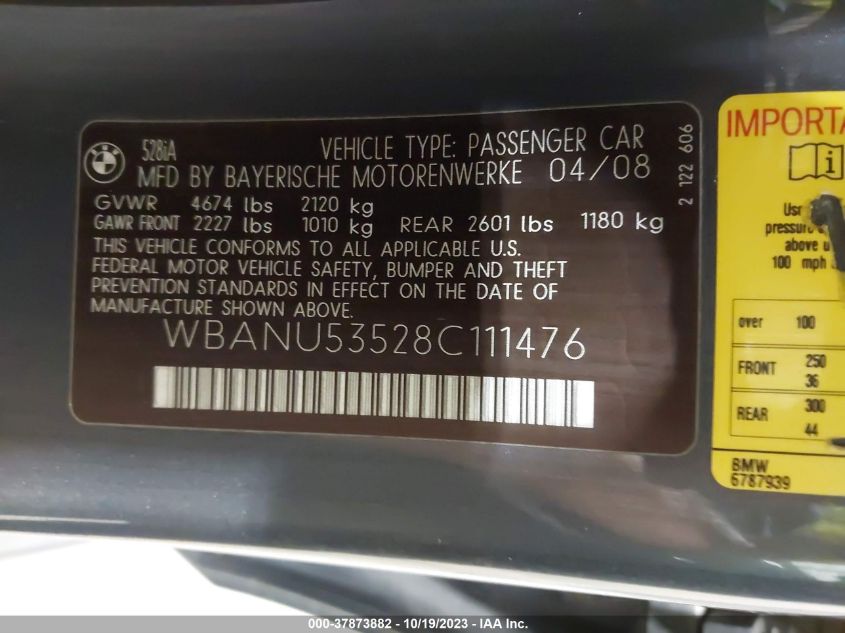 BMW
528iA VEHICLE TYPE: PASSENGER CAR
MFD BY BAYERISCHE MOTORENWERKE 04/08
GVWR 4674 lbs 2120 kg
GAWR FRONT 2227 lbs 1010 kg REAR 2601 lbs 1180 kg
THIS VEHICLE CONFORMS TO ALL APPLICABLE U.S.
FEDERAL MOTOR VEHICLE SAFETY, BUMPER AND THEFT
PREVENTION STANDARDS IN EFFECT ON THE DATE OF
MANUFACTURE SHOWN ABOVE.
WBANU53528C111476
2 122 606
IMPORTA
i
pressure
above u
100 mph
over 100
FRONT 250
36
REAR 300
44
BMW
6787939
000-37873882 - 10/19/2023 - IAA Inc.